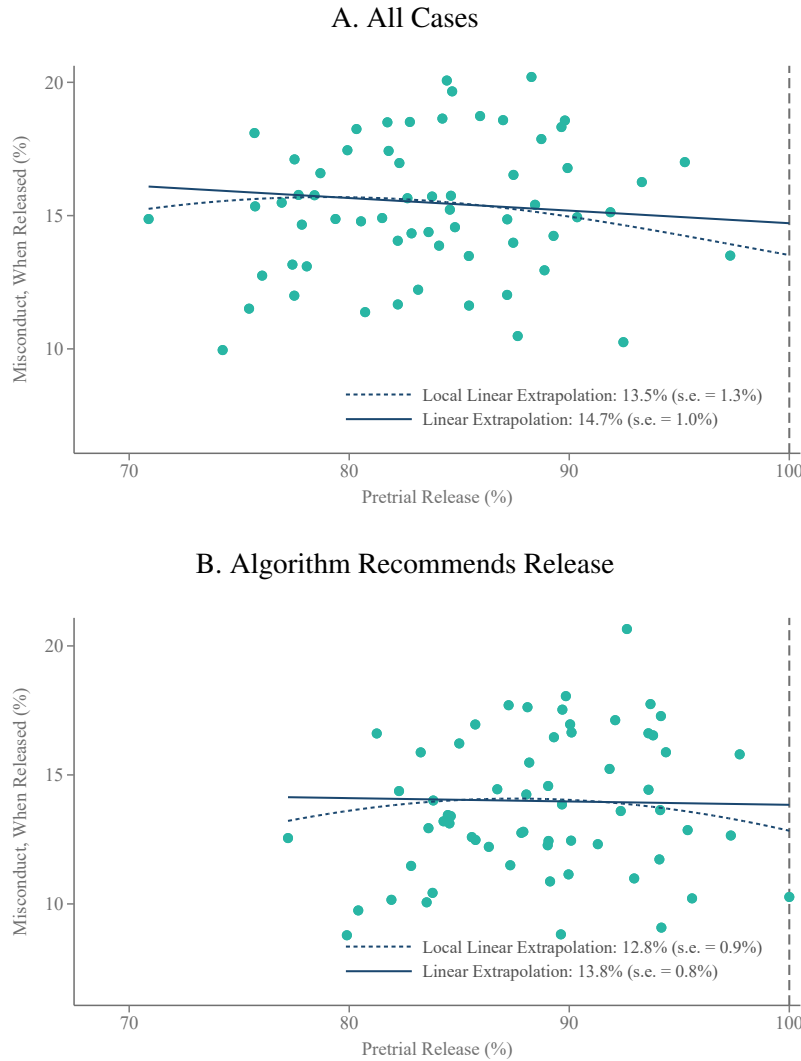 A. All Cases
20
15
10
Misconduct, When Released (%)
Local Linear Extrapolation: 13.5% (s.e. = 1.3%)
Linear Extrapolation: 14.7% (s.e. = 1.0%)
70
80
90
100
Pretrial Release (%)
B. Algorithm Recommends Release
20
15
10
Misconduct, When Released (%)
Local Linear Extrapolation: 12.8% (s.e. = 0.9%)
Linear Extrapolation: 13.8% (s.e. = 0.8%)
70
80
90
100
Pretrial Release (%)